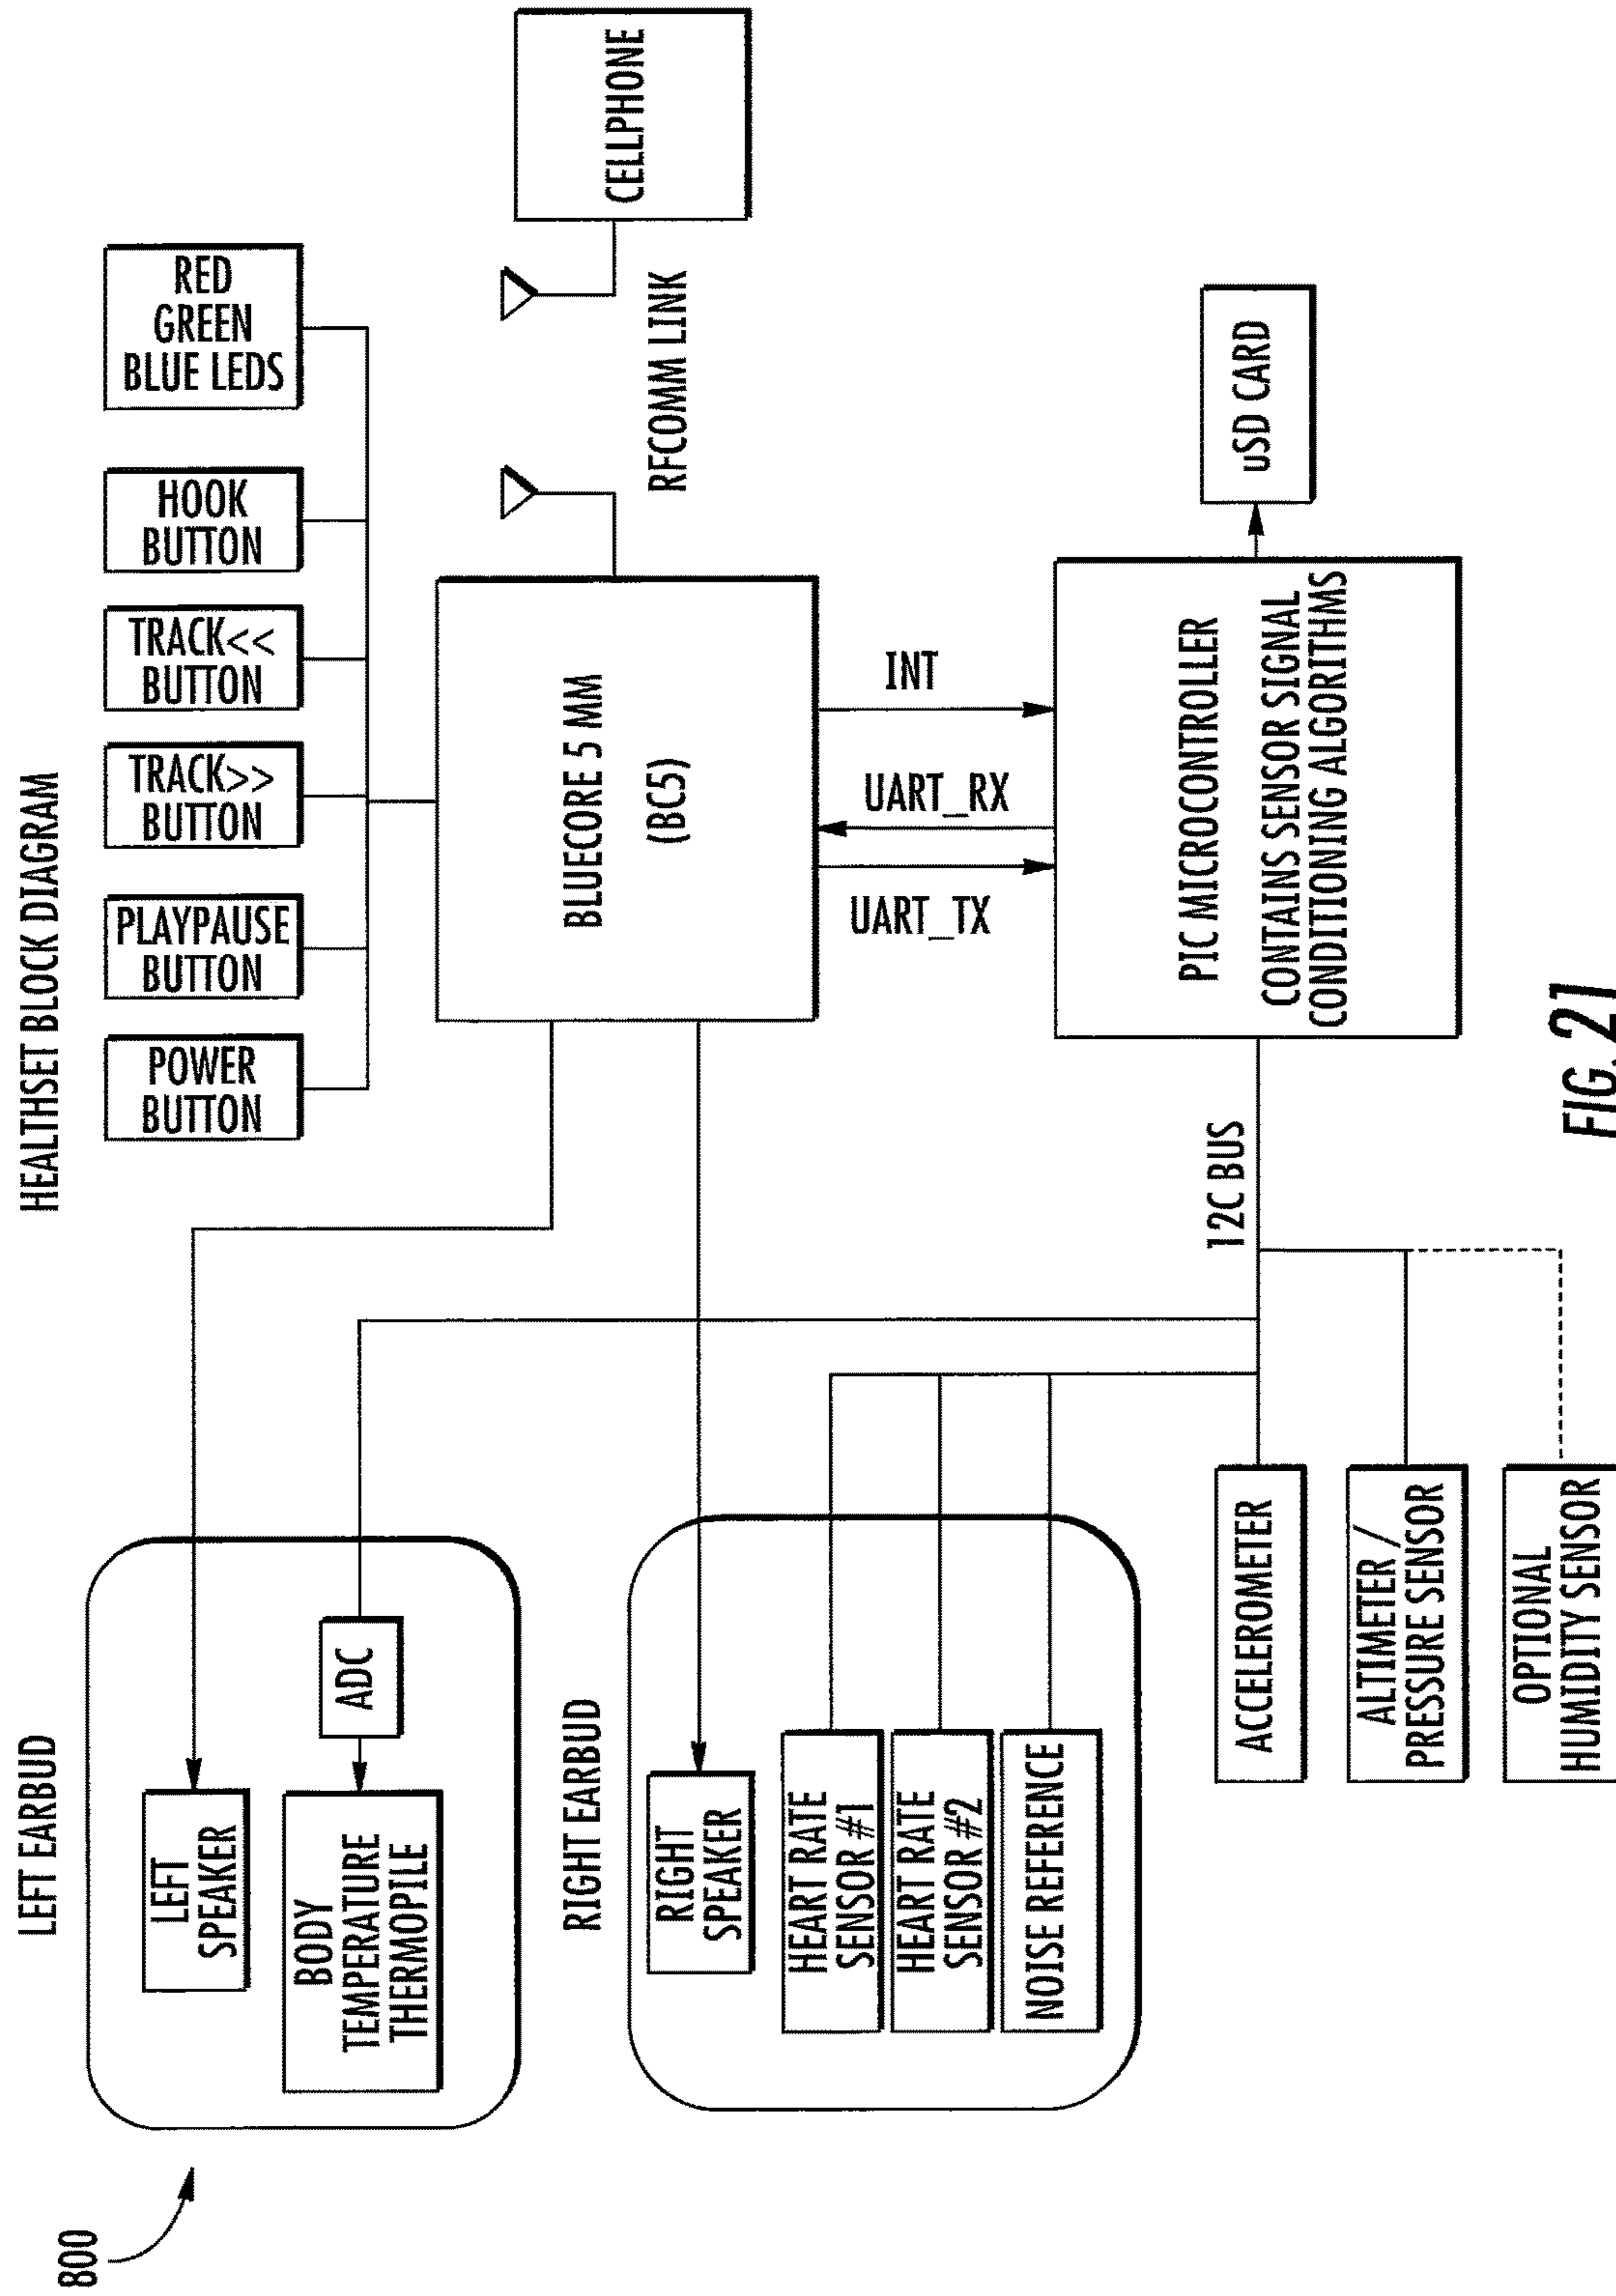 HEALTHSET BLOCK DIAGRAM
800
LEFT EARBUD
LEFT
SPEAKER
BODY
TEMPERATURE
THERMOPILE
ADC
POWER
BUTTON
PLAYPAUSE
BUTTON
TRACK>>
BUTTON
TRACK<<
BUTTON
HOOK
BUTTON
RED
GREEN
BLUE LEDS
RIGHT EARBUD
RIGHT
SPEAKER
HEART RATE
SENSOR #1
HEART RATE
SENSOR #2
NOISE REFERENCE
BLUECORE 5 MM
(BC5)
RFCOMM LINK
CELLPHONE
UART_TX
UART_RX
INT
12C BUS
PIC MICROCONTROLLER
CONTAINS SENSOR SIGNAL
CONDITIONING ALGORITHMS
uSD CARD
ACCELEROMETER
ALTIMETER /
PRESSURE SENSOR
OPTIONAL
HUMIDITY SENSOR
FIG. 21